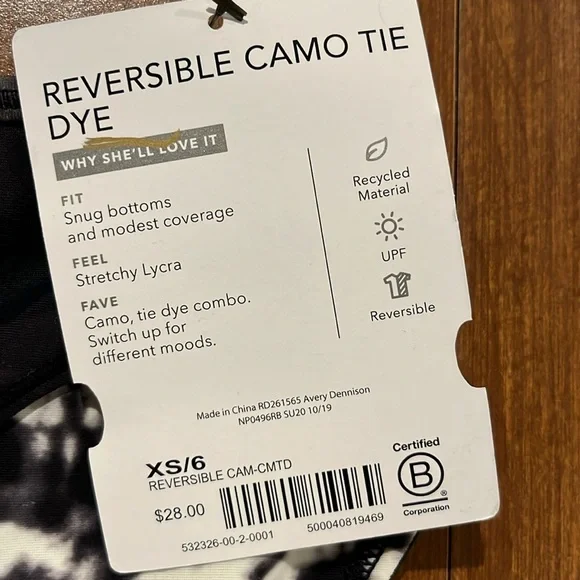 REVERSIBLE CAMO TIE
DYE
WHY SHE'LL LOVE IT
FIT
Snug bottoms
and modest coverage
FEEL
Stretchy Lycra
FAVE
Camo, tie dye combo.
Switch up for
different moods.
Recycled
Material
UPF
Reversible
Made in China RD261565 Avery Dennison
NP0496RB SU20 10/19
XS/6
REVERSIBLE CAM-CMTD
$28.00
532326-00-2-0001
500040819469
Certified
B
®
Corporation